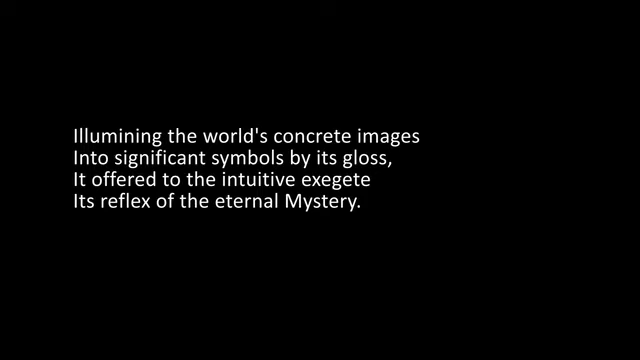 Illumining the world's concrete images
Into significant symbols by its gloss,
It offered to the intuitive exegete
Its reflex of the eternal Mystery.